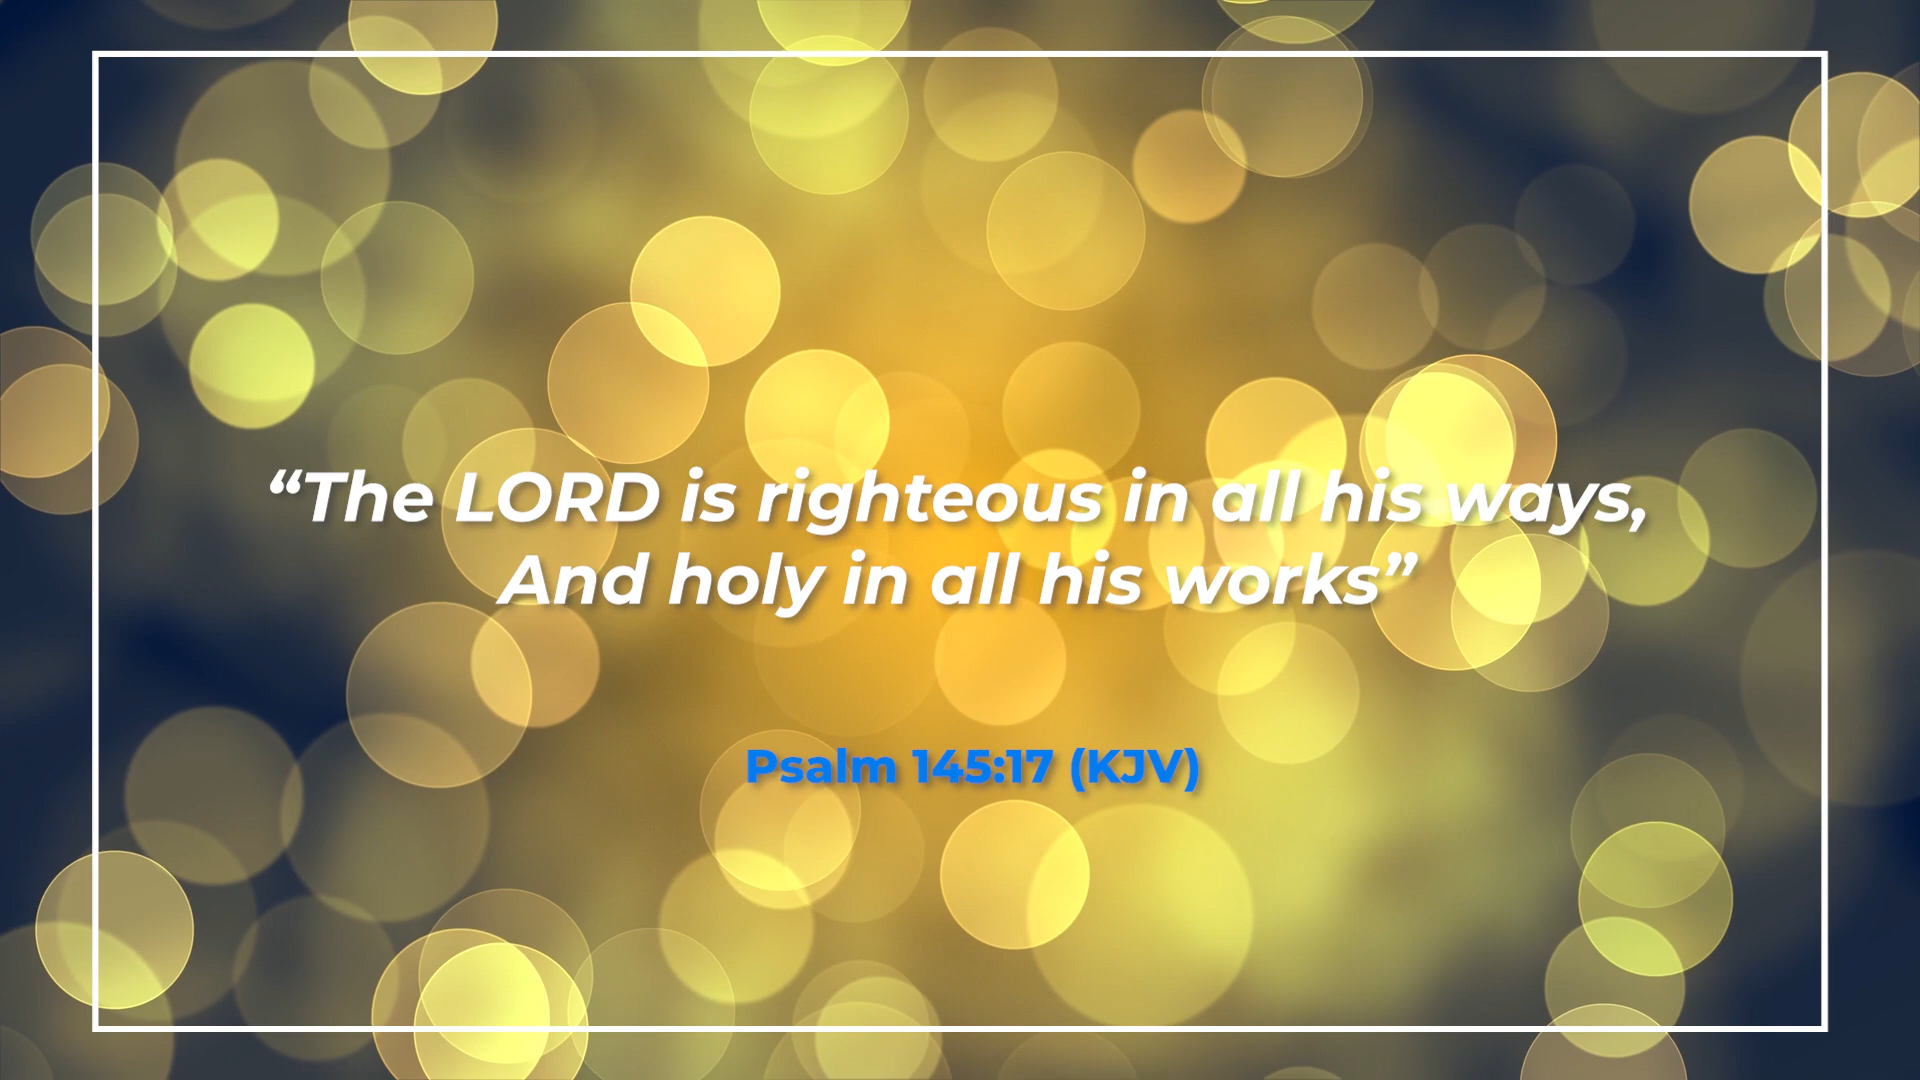 “The LORD is righteous in all his ways,
And holy in all his works”
Psalm 145:17 (KJV)